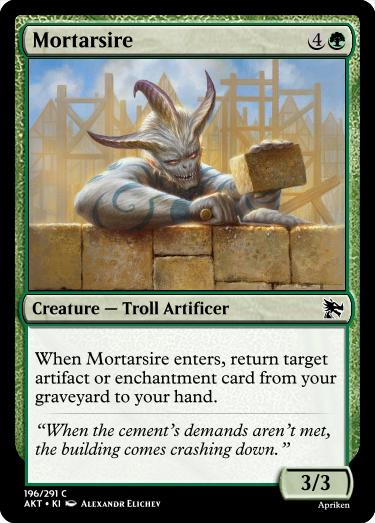 Mortarsire 4
Creature — Troll Artificer
When Mortarsire enters, return target
artifact or enchantment card from your
graveyard to your hand.
“When the cement’s demands aren’t met,
the building comes crashing down.”
3/3
196/291 C
AKT • KI Alexandr Elichev
Apriken